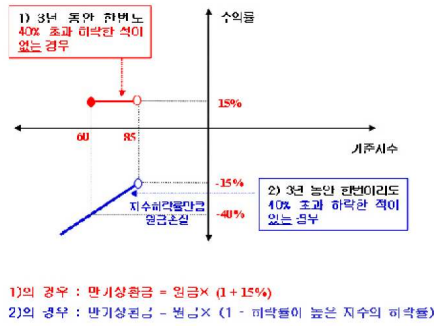 1) 3년 동안 한번도
40% 초과 하락한 적이
없는 경우
수익률
15%
60
85
기준지수
-15%
지수하락률만큼
원금손실
-40%
2) 3년 동안 한번이라도
40% 초과 하락한 적이
있는 경우
1)의 경우 : 만기상환금 = 원금× (1+15%)
2)의 경우 : 만기상환금 = 원금× (1 - 하락률이 높은 지수의 하락률)